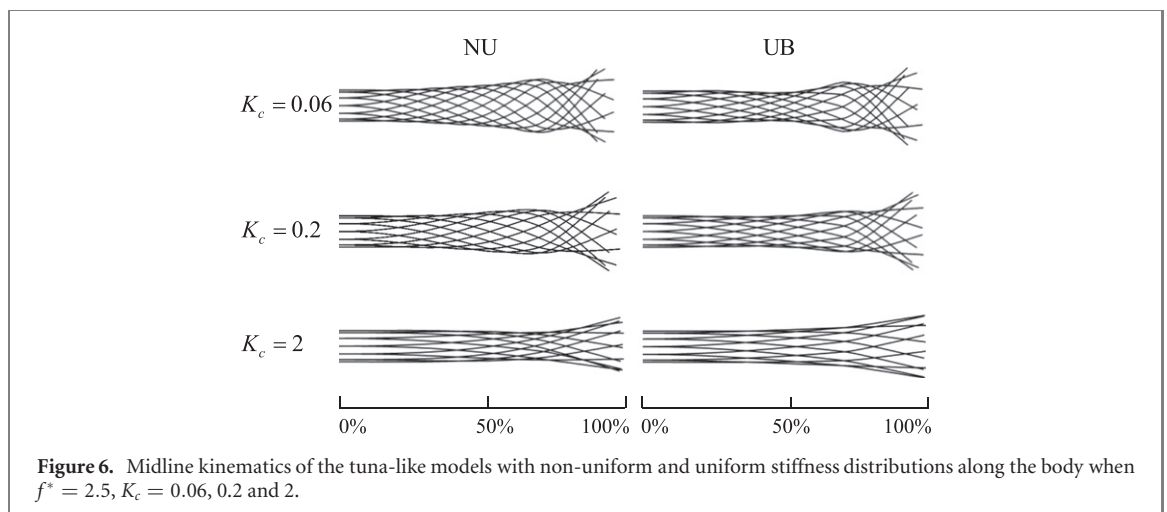 NU UB
K_c = 0.06
K_c = 0.2
K_c = 2
0% 50% 100% 0% 50% 100%
Figure 6. Midline kinematics of the tuna-like models with non-uniform and uniform stiffness distributions along the body when
f* = 2.5, K_c = 0.06, 0.2 and 2.